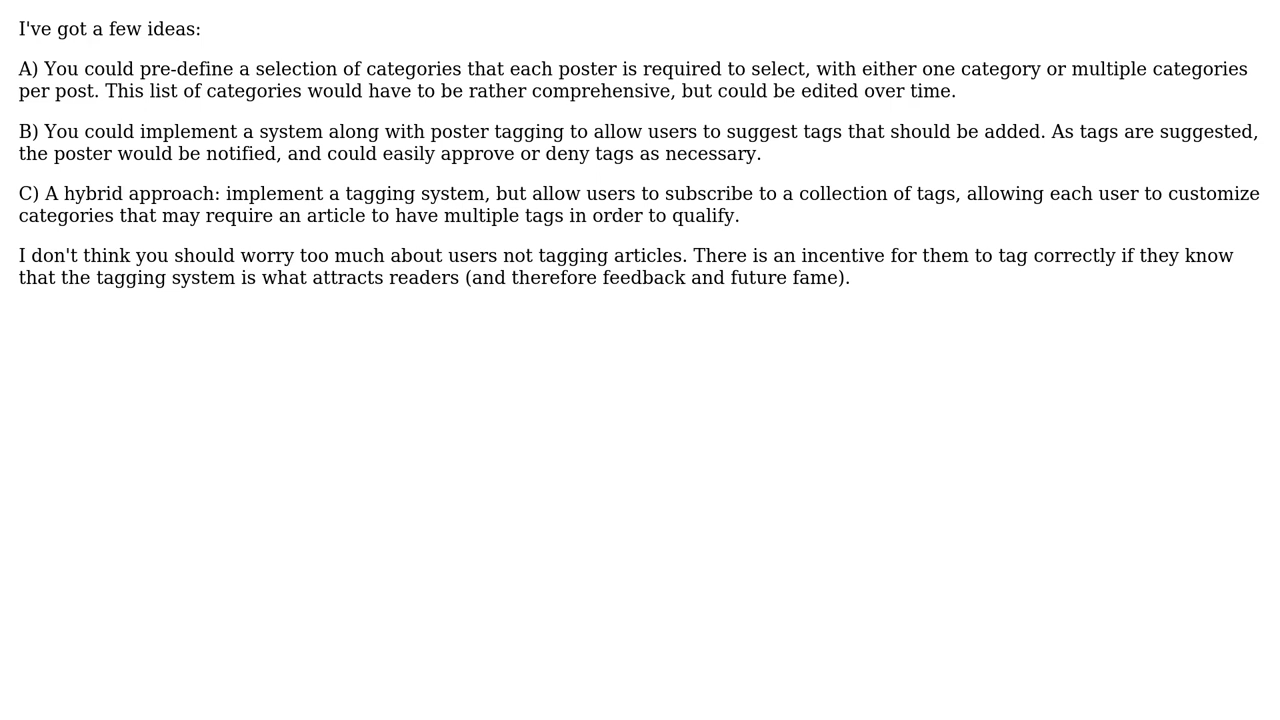 I've got a few ideas:
A) You could pre-define a selection of categories that each poster is required to select, with either one category or multiple categories
per post. This list of categories would have to be rather comprehensive, but could be edited over time.
B) You could implement a system along with poster tagging to allow users to suggest tags that should be added. As tags are suggested,
the poster would be notified, and could easily approve or deny tags as necessary.
C) A hybrid approach: implement a tagging system, but allow users to subscribe to a collection of tags, allowing each user to customize
categories that may require an article to have multiple tags in order to qualify.
I don't think you should worry too much about users not tagging articles. There is an incentive for them to tag correctly if they know
that the tagging system is what attracts readers (and therefore feedback and future fame).